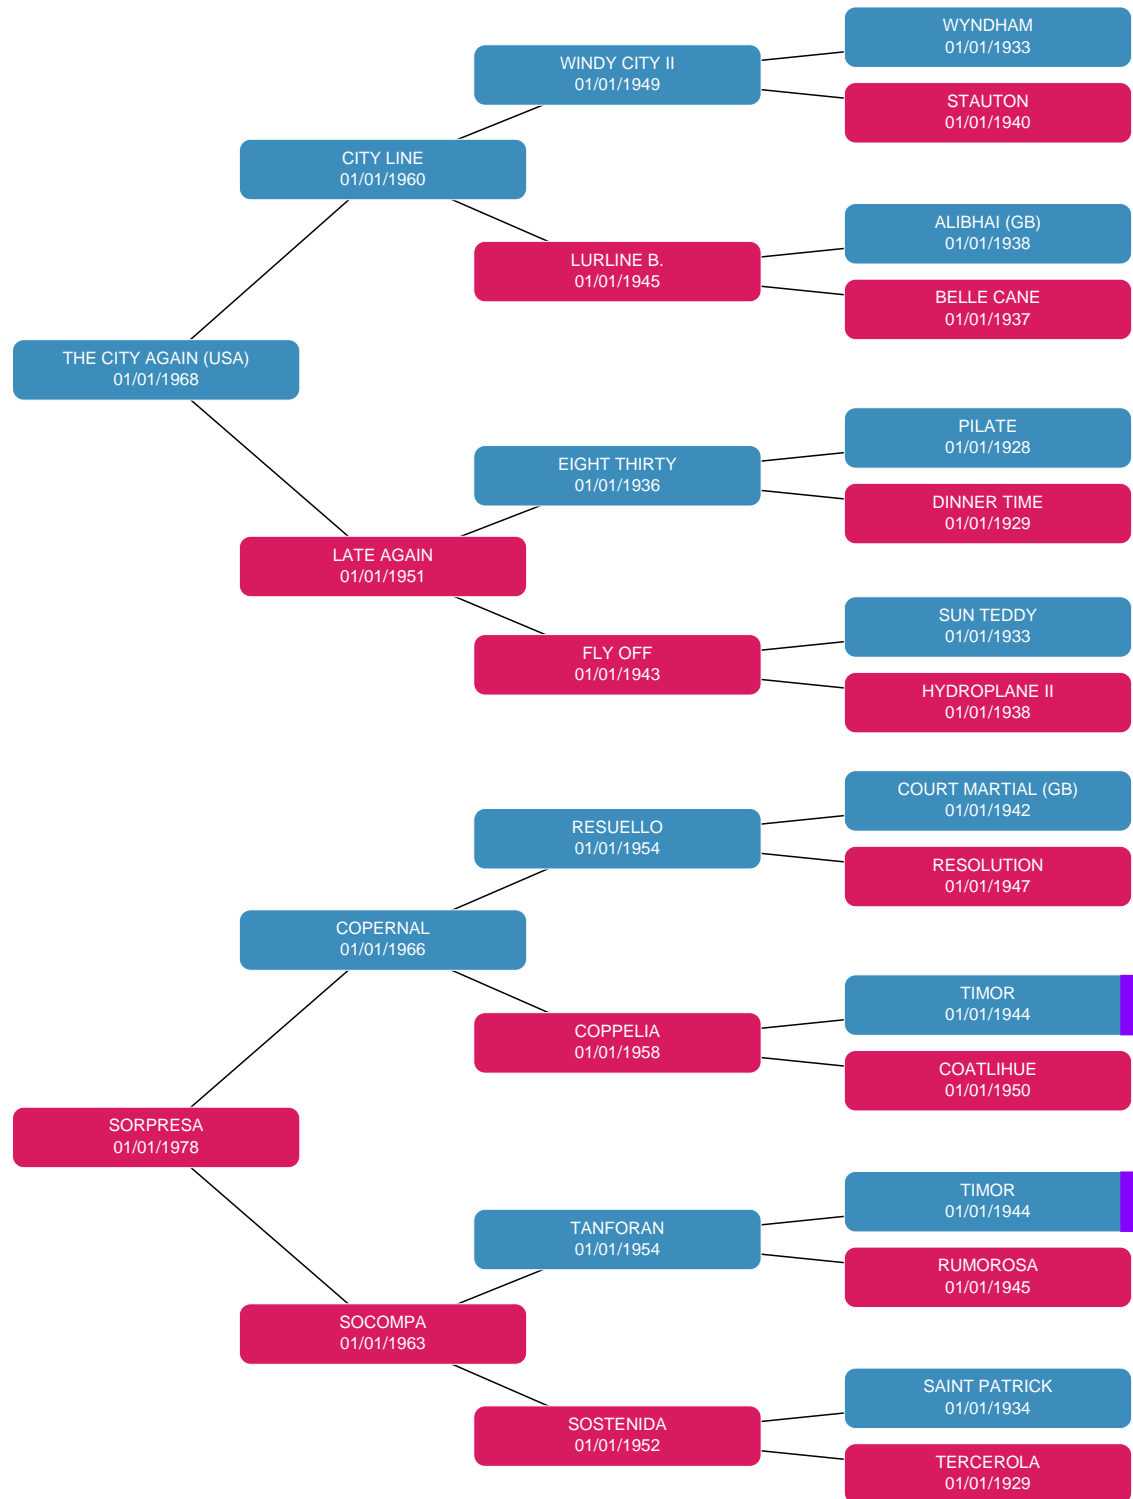 WYNDHAM
01/01/1933
WINDY CITY II
01/01/1949
STAUTON
01/01/1940
CITY LINE
01/01/1960
ALIBHAI (GB)
01/01/1938
LURLINE B.
01/01/1945
BELLE CANE
01/01/1937
THE CITY AGAIN (USA)
01/01/1968
PILATE
01/01/1928
EIGHT THIRTY
01/01/1936
DINNER TIME
01/01/1929
LATE AGAIN
01/01/1951
SUN TEDDY
01/01/1933
FLY OFF
01/01/1943
HYDROPLANE II
01/01/1938
COURT MARTIAL (GB)
01/01/1942
RESUELLO
01/01/1954
RESOLUTION
01/01/1947
COPERNAL
01/01/1966
TIMOR
01/01/1944
COPPELIA
01/01/1958
COATLIHUE
01/01/1950
SORPRESA
01/01/1978
TIMOR
01/01/1944
TANFORAN
01/01/1954
RUMOROSA
01/01/1945
SOCOMPA
01/01/1963
SAINT PATRICK
01/01/1934
SOSTENIDA
01/01/1952
TERCEROLA
01/01/1929